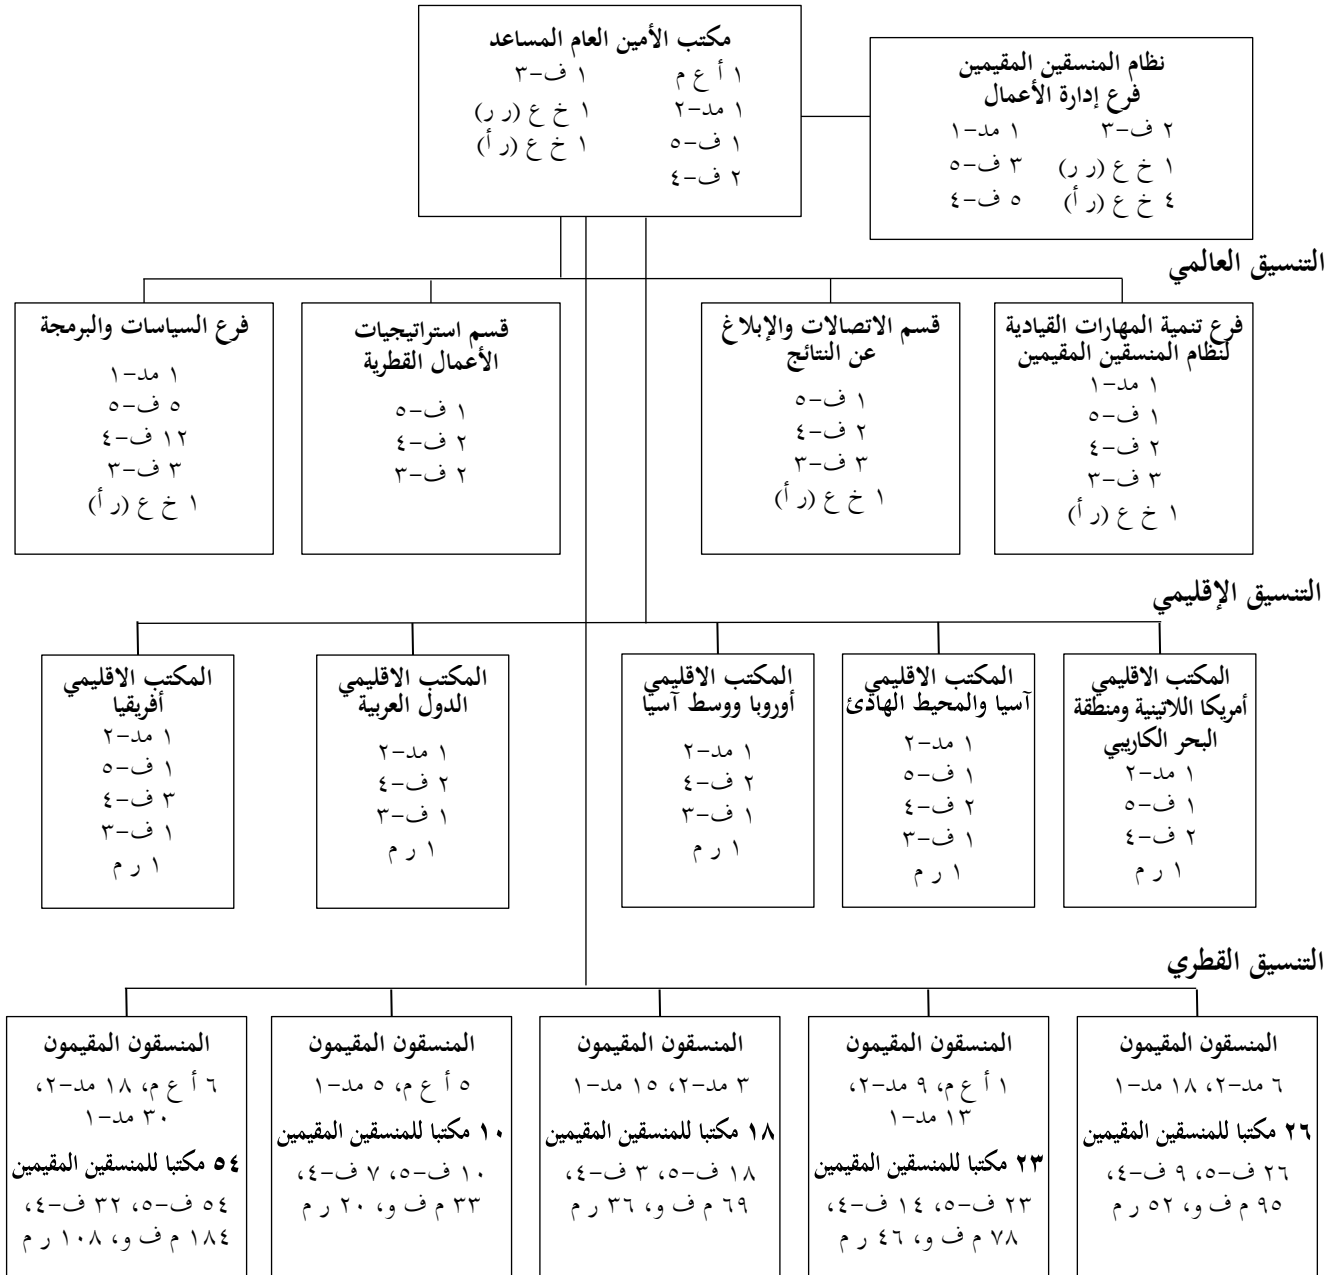 مكتب الأمين العام المساعد
١ أ ع م
١ مد-٢
١ ف-٥
٢ ف-٤
١ ف-٣
١ خ ع (ر ر)
١ خ ع (ر أ)
نظام المنسقين المقيمين
فرع إدارة الأعمال
٢ ف-٣
١ خ ع (ر ر)
٤ خ ع (ر أ)
١ مد-١
٣ ف-٥
٥ ف-٤
التنسيق العالمي
فرع تنمية المهارات القيادية
لنظام المنسقين المقيمين
١ مد-١
١ ف-٥
٢ ف-٤
٣ ف-٣
١ خ ع (ر أ)
قسم الاتصالات والإبلاغ
عن النتائج
١ ف-٥
٢ ف-٤
٣ ف-٣
١ خ ع (ر أ)
قسم استراتيجيات
الأعمال القطرية
١ ف-٥
٢ ف-٤
٢ ف-٣
فرع السياسات والبرمجة
١ مد-١
٥ ف-٥
١٢ ف-٤
٣ ف-٣
١ خ ع (ر أ)
التنسيق الإقليمي
المكتب الاقليمي
أمريكا اللاتينية ومنطقة
البحر الكاريبي
١ مد-٢
١ ف-٥
٢ ف-٤
١ ر م
المكتب الاقليمي
آسيا والمحيط الهادئ
١ مد-٢
١ ف-٥
٢ ف-٤
١ ف-٣
١ ر م
المكتب الاقليمي
أوروبا ووسط آسيا
١ مد-٢
٢ ف-٤
١ ف-٣
١ ر م
المكتب الاقليمي
الدول العربية
١ مد-٢
٢ ف-٤
١ ف-٣
١ ر م
المكتب الاقليمي
أفريقيا
١ مد-٢
١ ف-٥
٣ ف-٤
١ ف-٣
١ ر م
التنسيق القطري
المنسقون المقيمون
٦ مد-٢، ١٨ مد-١
٢٦ مكتبا للمنسقين المقيمين
٢٦ ف-٥، ٩ ف-٤،
٩٥ م ف و، ٥٢ ر م
المنسقون المقيمون
١ أ ع م، ٩ مد-٢،
١٣ مد-١
٢٣ مكتبا للمنسقين المقيمين
٢٣ ف-٥، ١٤ ف-٤،
٧٨ م ف و، ٤٦ ر م
المنسقون المقيمون
٣ مد-٢، ١٥ مد-١
١٨ مكتبا للمنسقين المقيمين
١٨ ف-٥، ٣ ف-٤،
٦٩ م ف و، ٣٦ ر م
المنسقون المقيمون
٥ أ ع م، ٥ مد-١
١٠ مكتبا للمنسقين المقيمين
١٠ ف-٥، ٧ ف-٤،
٣٣ م ف و، ٢٠ ر م
المنسقون المقيمون
٦ أ ع م، ١٨ مد-٢،
٣٠ مد-١
٥٤ مكتبا للمنسقين المقيمين
٥٤ ف-٥، ٣٢ ف-٤،
١٨٤ م ف و، ١٠٨ ر م